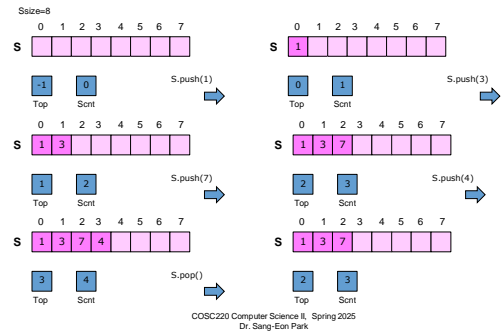 Ssize=8
0 1 2 3 4 5 6 7
S
-1 0
Top Scnt
S.push(1)
0 1 2 3 4 5 6 7
S 1
0 1
Top Scnt
S.push(3)
0 1 2 3 4 5 6 7
S 1 3
1 2
Top Scnt
S.push(7)
0 1 2 3 4 5 6 7
S 1 3 7
2 3
Top Scnt
S.push(4)
0 1 2 3 4 5 6 7
S 1 3 7 4
3 4
Top Scnt
S.pop()
0 1 2 3 4 5 6 7
S 1 3 7
2 3
Top Scnt
COSC220 Computer Science II, Spring 2025
Dr. Sang-Eon Park